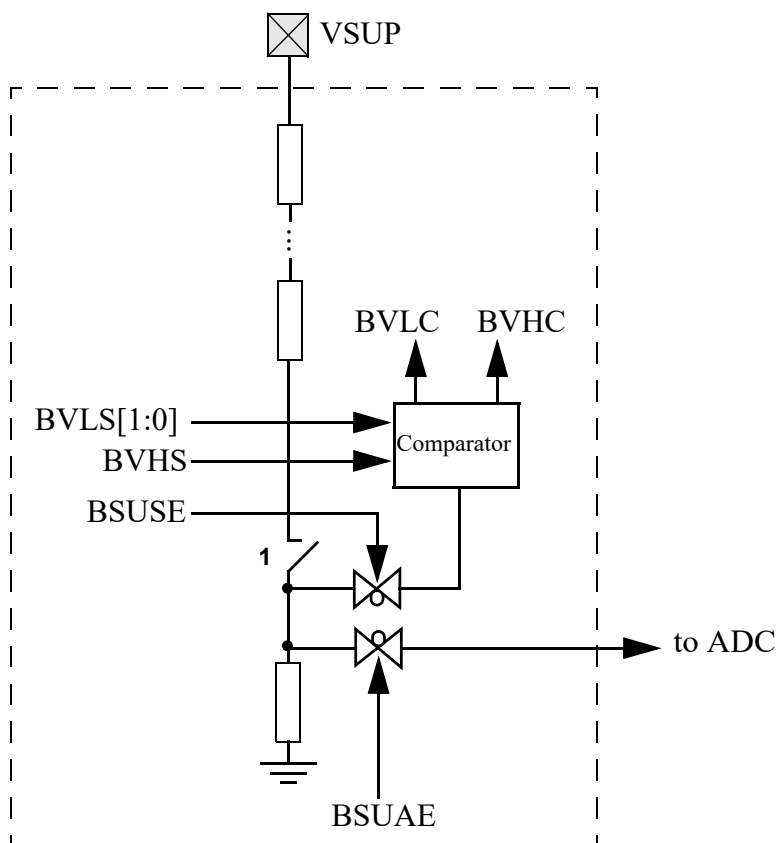 VSUP
...
BVLC BVHC
BVLS[1:0]
Comparator
BVHS
BSUSE
1
to ADC
BSUAE